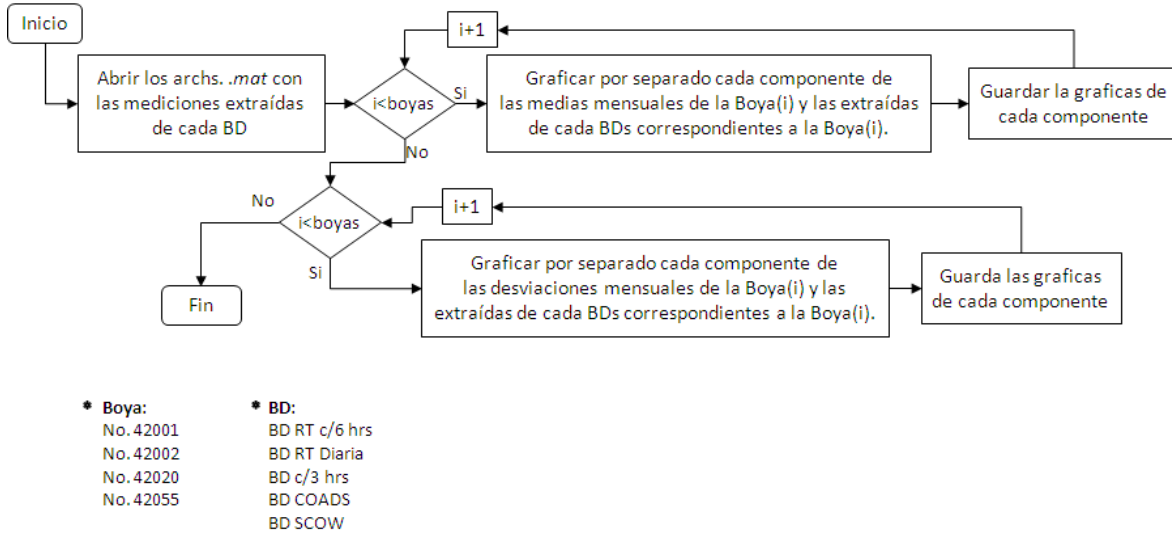 Inicio
i+1
Abrir los archs. .mat con
las mediciones extraídas
de cada BD
i<boyas
Si
Graficar por separado cada componente de
las medias mensuales de la Boya(i) y las extraídas
de cada BDs correspondientes a la Boya(i).
Guardar la graficas de
cada componente
No
No
i<boyas
i+1
Si
Graficar por separado cada componente de
las desviaciones mensuales de la Boya(i) y las
extraídas de cada BDs correspondientes a la Boya(i).
Guarda las graficas
de cada componente
Fin
* Boya:
No. 42001
No. 42002
No. 42020
No. 42055
* BD:
BD RT c/6 hrs
BD RT Diaria
BD c/3 hrs
BD COADS
BD SCOW